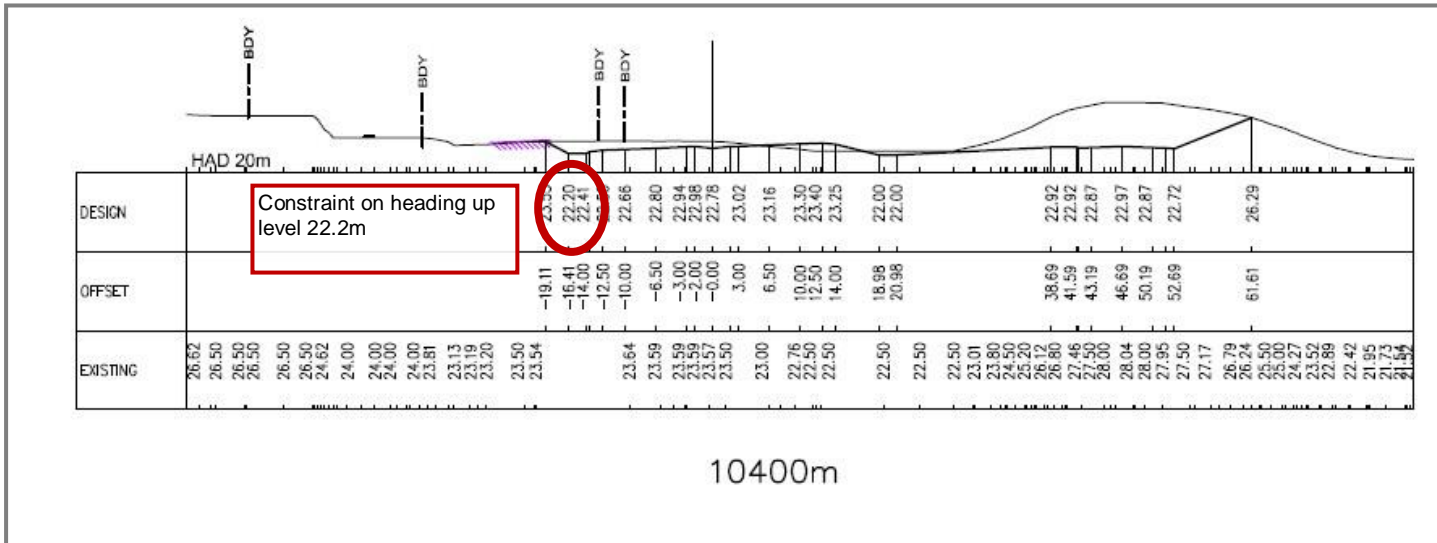 BDY
BDY
BDY
BDY
HAD 20m
Constraint on heading up
level 22.2m
DESIGN
22.20 22.41 22.66 22.80 22.94 22.98 22.78 23.02 23.16 23.30 23.40 23.25 22.00 22.00 22.92 22.92 22.87 22.97 22.87 22.72 26.29
OFFSET
-19.11 -16.41 -14.00 -12.50 -10.00 -6.50 -3.00 -2.00 -0.00 3.00 6.50 10.00 12.50 14.00 18.98 20.98 38.69 41.59 43.19 46.69 50.19 52.69 61.61
EXISTING
26.62 26.50 26.50 26.50 26.50 26.50 24.62 24.00 24.00 24.00 24.00 23.81 23.13 23.19 23.20 23.50 23.54 23.64 23.59 23.59 23.59 23.57 23.50 23.00 22.76 22.50 22.50 22.50 22.50 22.50 23.01 23.80 24.50 25.20 26.12 26.80 27.46 27.50 28.00 28.04 28.00 27.95 27.50 27.17 26.79 26.24 25.50 25.00 24.27 23.52 22.89 22.42 21.95 21.73
10400m